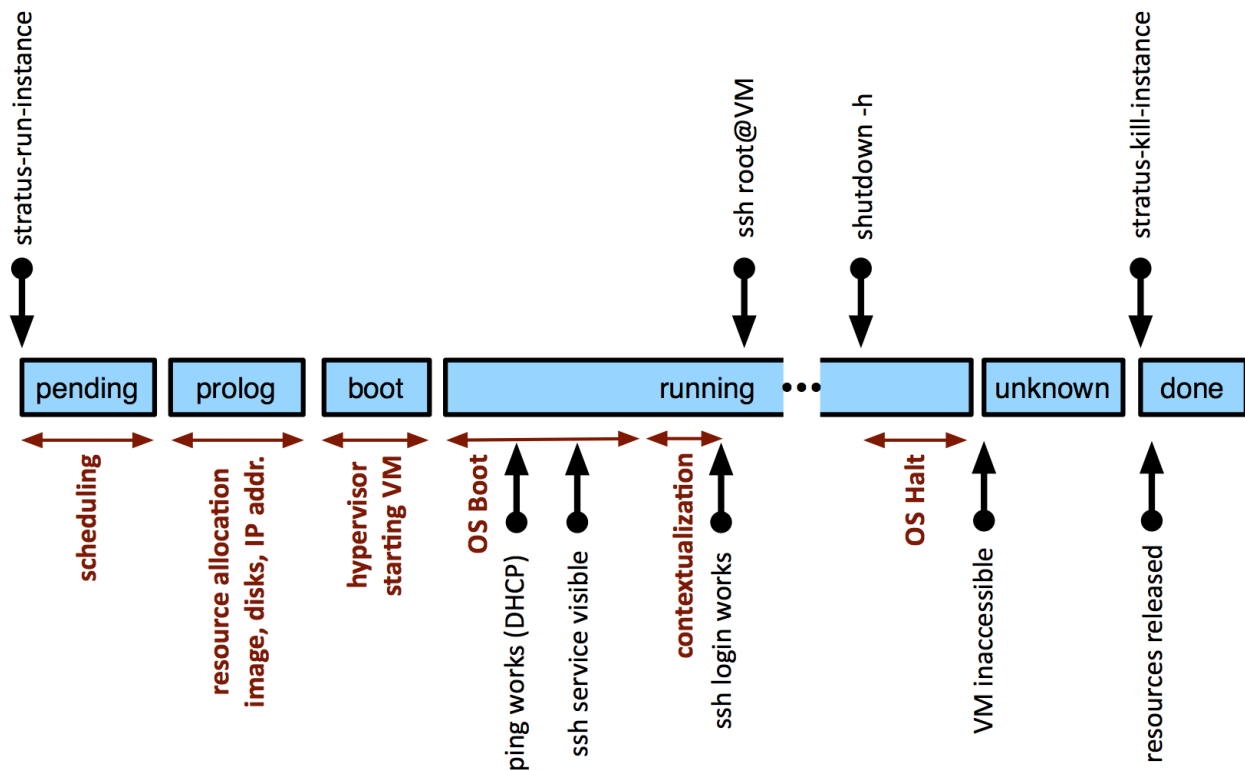 stratus-run-instance
ssh root@VM
shutdown -h
stratus-kill-instance
pending
prolog
boot
running
unknown
done
scheduling
resource allocation
image, disks, IP addr.
hypervisor
starting VM
OS Boot
ping works (DHCP)
ssh service visible
contextualization
ssh login works
OS Halt
VM inaccessible
resources released